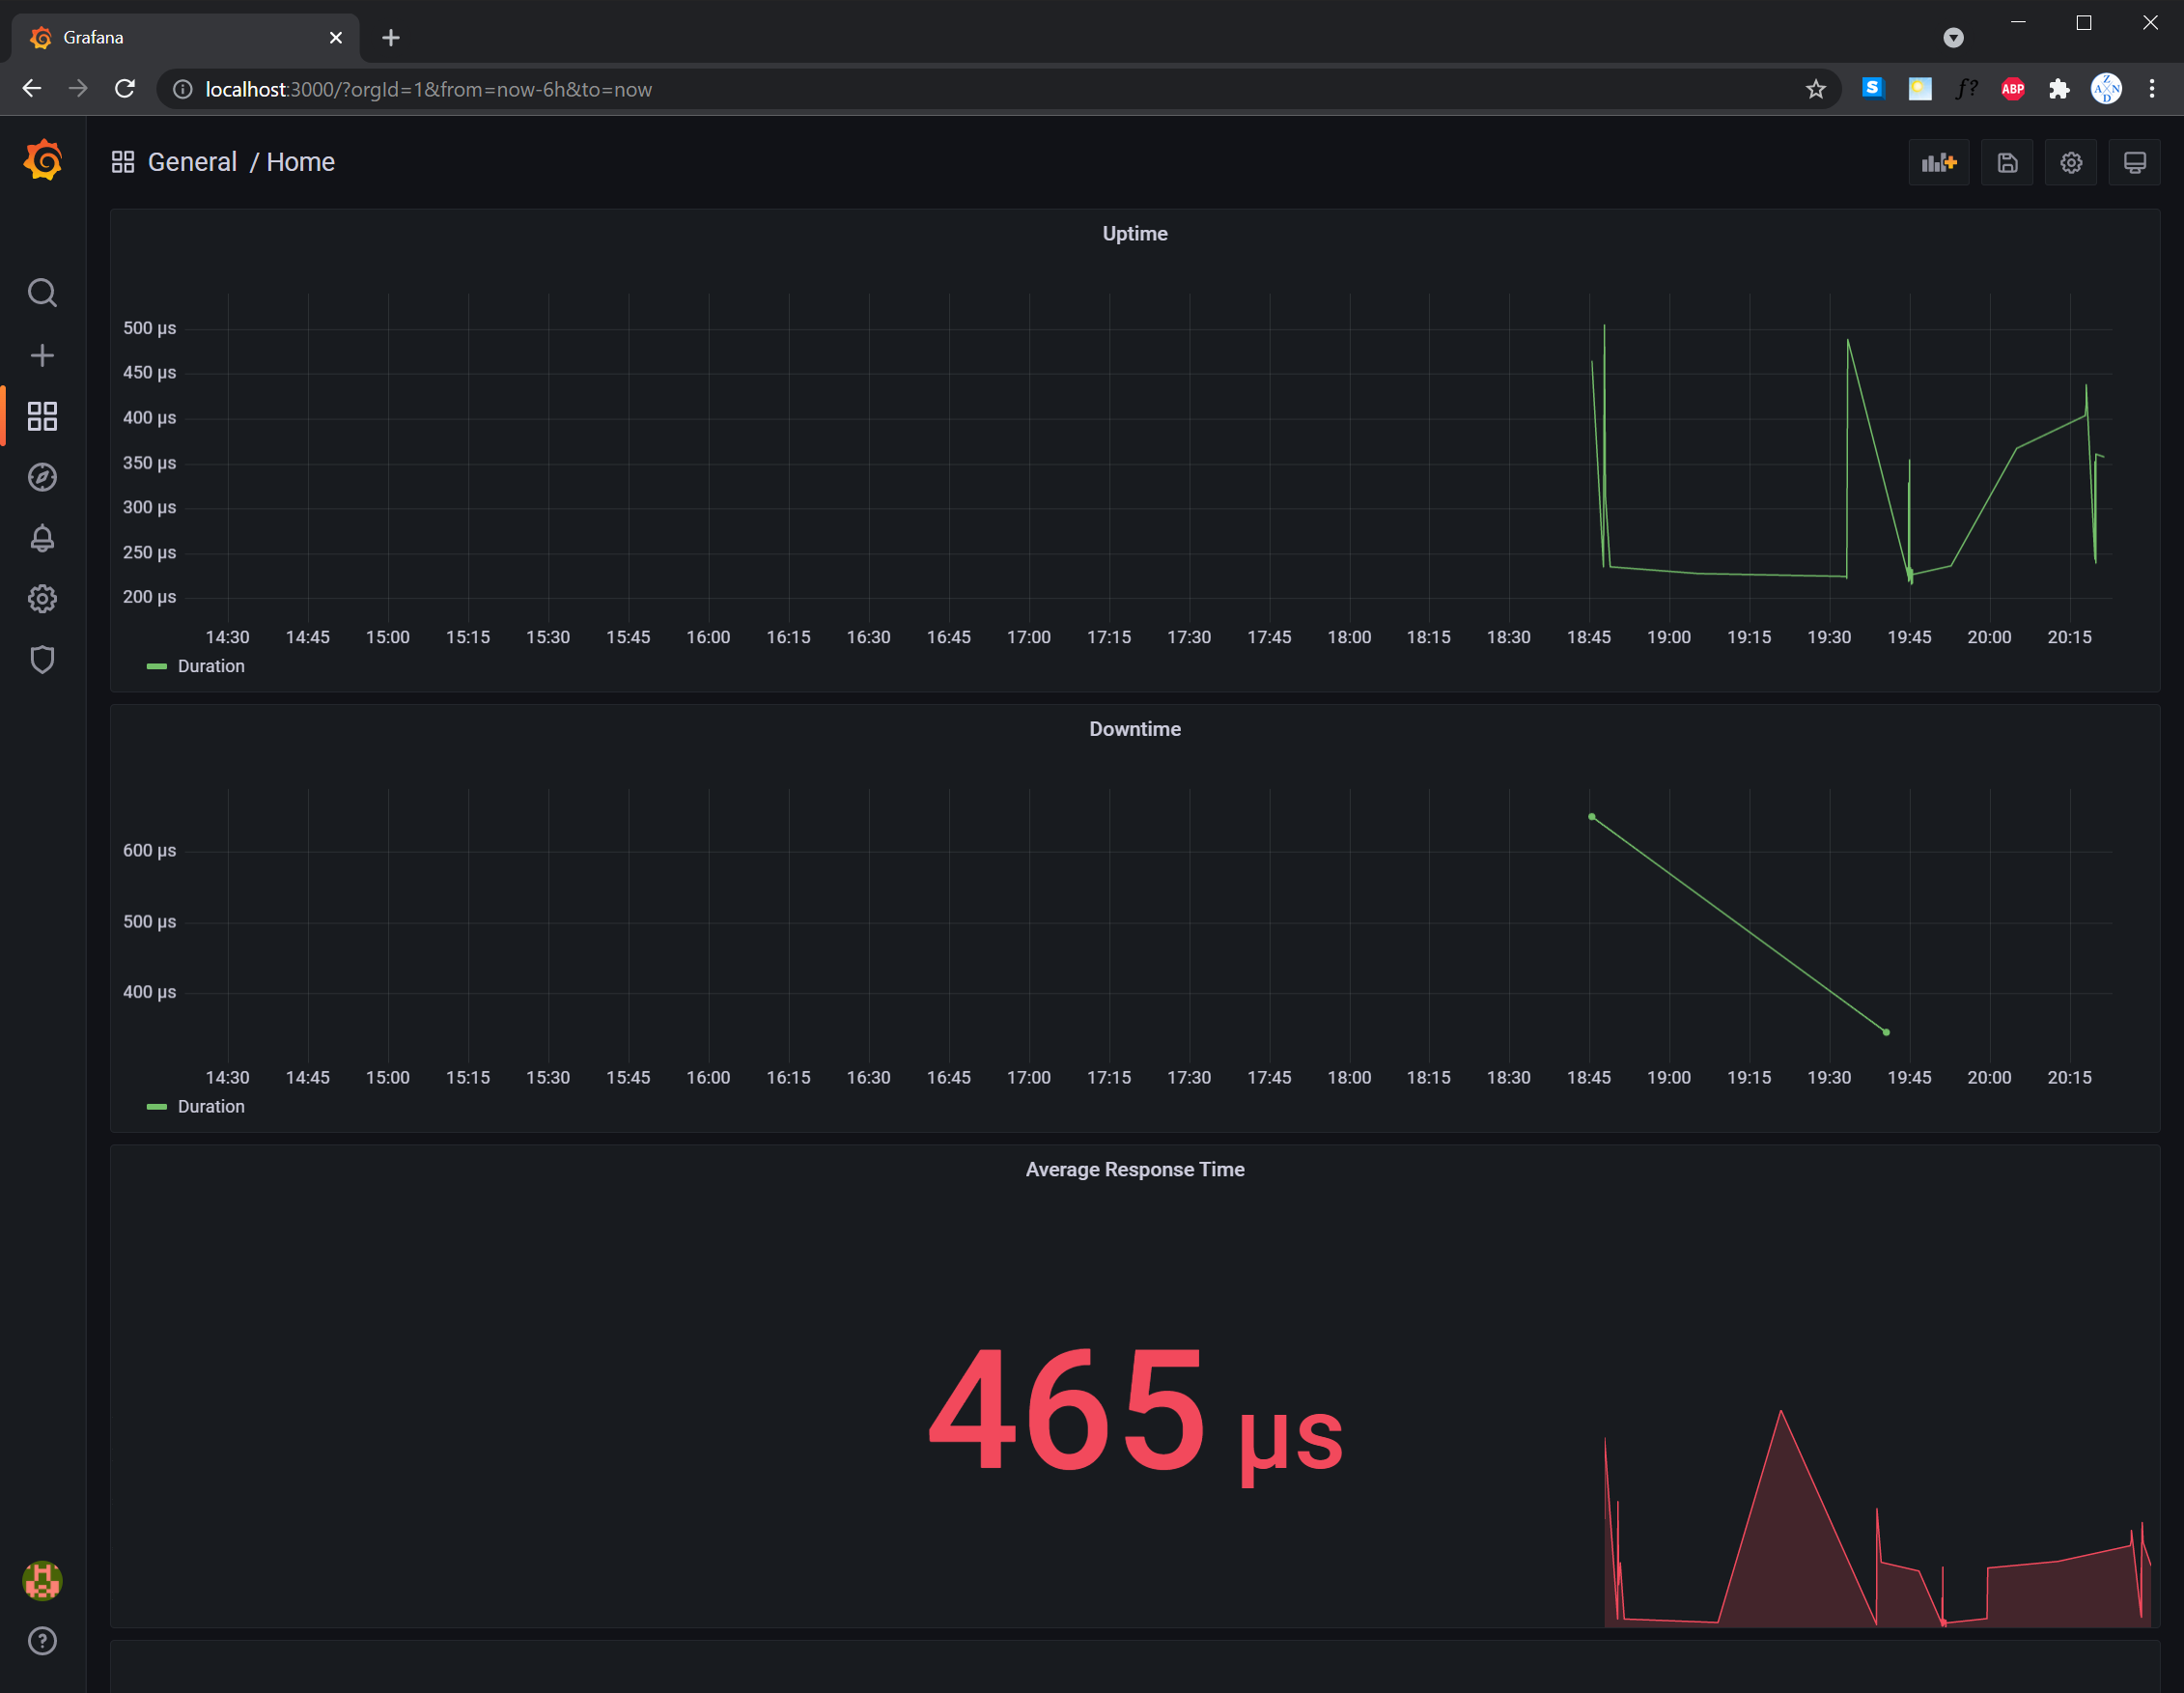 Grafana
localhost:3000/?orgId=1&from=now-6h&to=now
S
f?
ABP
Z
A X N
D
General / Home
Uptime
500 µs
450 µs
400 µs
350 µs
300 µs
250 µs
200 µs
14:30 14:45 15:00 15:15 15:30 15:45 16:00 16:15 16:30 16:45 17:00 17:15 17:30 17:45 18:00 18:15 18:30 18:45 19:00 19:15 19:30 19:45 20:00 20:15
Duration
Downtime
600 µs
500 µs
400 µs
14:30 14:45 15:00 15:15 15:30 15:45 16:00 16:15 16:30 16:45 17:00 17:15 17:30 17:45 18:00 18:15 18:30 18:45 19:00 19:15 19:30 19:45 20:00 20:15
Duration
Average Response Time
465 µs